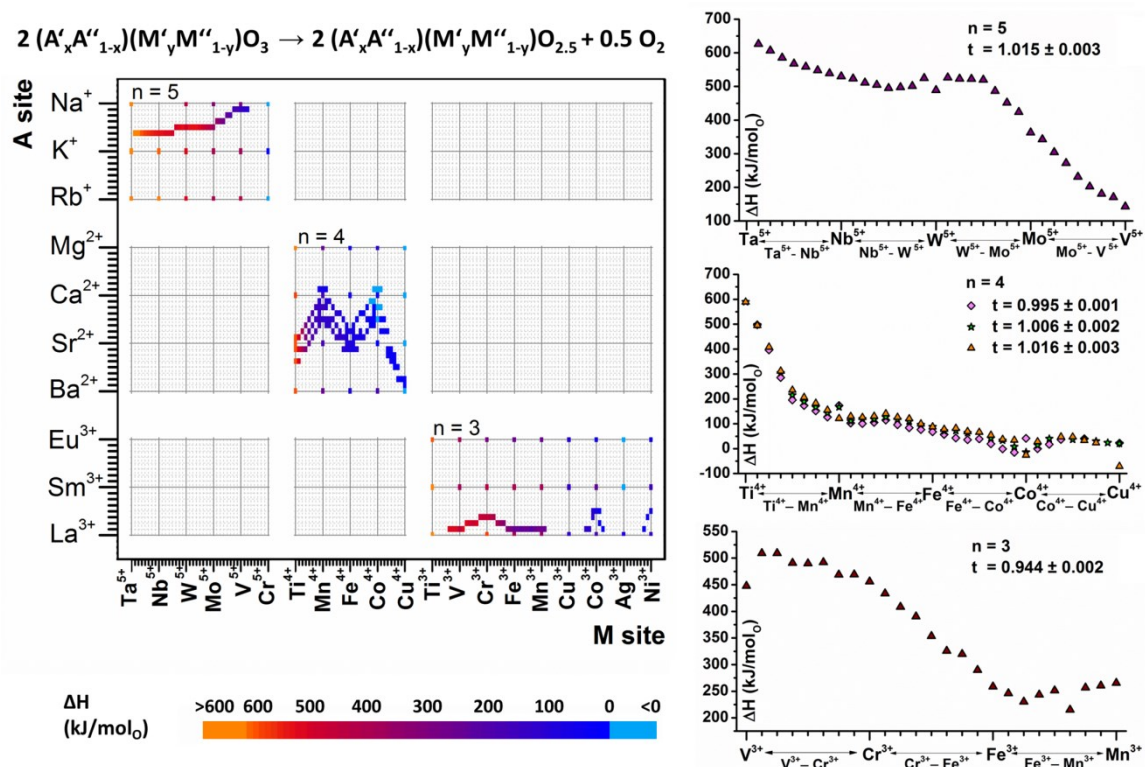 2 (A‘ₓA‘‘₁₋ₓ)(M‘ᵧM‘‘₁₋ᵧ)O₃ → 2 (A‘ₓA‘‘₁₋ₓ)(M‘ᵧM‘‘₁₋ᵧ)O₂.₅ + 0.5 O₂
A site
Na⁺
K⁺
Rb⁺
Mg²⁺
Ca²⁺
Sr²⁺
Ba²⁺
Eu³⁺
Sm³⁺
La³⁺
n = 5
n = 4
n = 3
Ta⁵⁺ Nb⁵⁺ W⁵⁺ Mo⁵⁺ V⁵⁺ Cr⁵⁺ Ti⁴⁺ Mn⁴⁺ Fe⁴⁺ Co⁴⁺ Cu⁴⁺ Ti³⁺ V³⁺ Cr³⁺ Fe³⁺ Mn³⁺ Cu³⁺ Co³⁺ Ag³⁺ Ni³⁺
M site
ΔH
(kJ/molₒ)
>600 600 500 400 300 200 100 0 <0
700
600
500
400
300
200
100
ΔH (kJ/molₒ)
n = 5
t = 1.015 ± 0.003
Ta⁵⁺ Nb⁵⁺ W⁵⁺ Mo⁵⁺ V⁵⁺
Ta⁵⁺– Nb⁵⁺ Nb⁵⁺– W⁵⁺ W⁵⁺– Mo⁵⁺ Mo⁵⁺– V⁵⁺
700
600
500
400
300
200
100
0
-100
ΔH (kJ/molₒ)
n = 4
t = 0.995 ± 0.001
t = 1.006 ± 0.002
t = 1.016 ± 0.003
Ti⁴⁺ Mn⁴⁺ Fe⁴⁺ Co⁴⁺ Cu⁴⁺
Ti⁴⁺– Mn⁴⁺ Mn⁴⁺– Fe⁴⁺ Fe⁴⁺– Co⁴⁺ Co⁴⁺– Cu⁴⁺
550
500
450
400
350
300
250
200
ΔH (kJ/molₒ)
n = 3
t = 0.944 ± 0.002
V³⁺ Cr³⁺ Fe³⁺ Mn³⁺
V³⁺– Cr³⁺ Cr³⁺– Fe³⁺ Fe³⁺– Mn³⁺